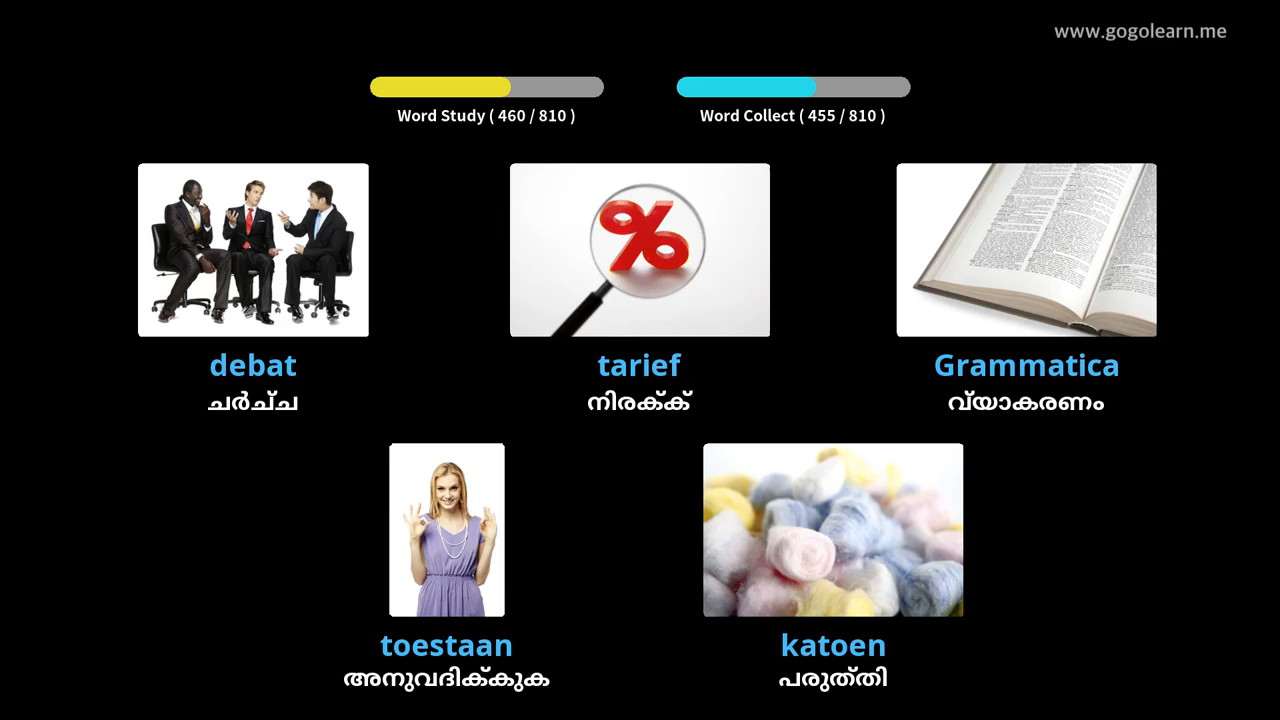 www.gogolearn.me
Word Study ( 460 / 810 )
Word Collect ( 455 / 810 )
debat
ചർച്ച
tarief
നിരക്ക്
Grammatica
വ്യാകരണം
toestaan
അനുവദിക്കുക
katoen
പരുത്തി